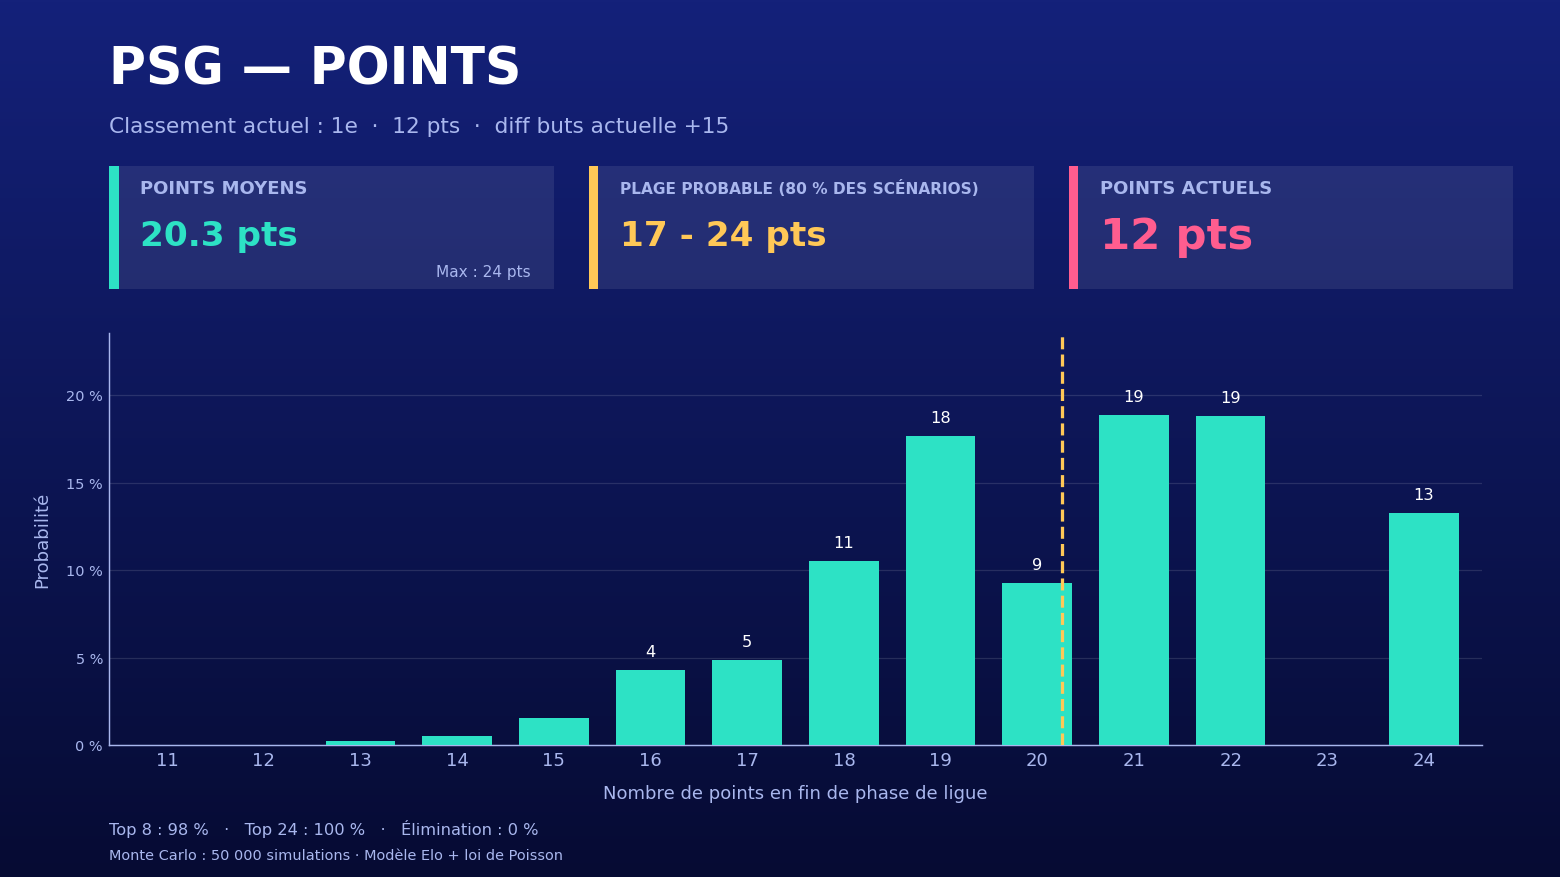 PSG — POINTS
Classement actuel : 1e · 12 pts · diff buts actuelle +15
POINTS MOYENS
20.3 pts
Max : 24 pts
PLAGE PROBABLE (80 % DES SCÉNARIOS)
17 - 24 pts
POINTS ACTUELS
12 pts
Probabilité
20 %
15 %
10 %
5 %
0 %
4
5
11
18
9
19
19
13
11 12 13 14 15 16 17 18 19 20 21 22 23 24
Nombre de points en fin de phase de ligue
Top 8 : 98 % · Top 24 : 100 % · Élimination : 0 %
Monte Carlo : 50 000 simulations · Modèle Elo + loi de Poisson